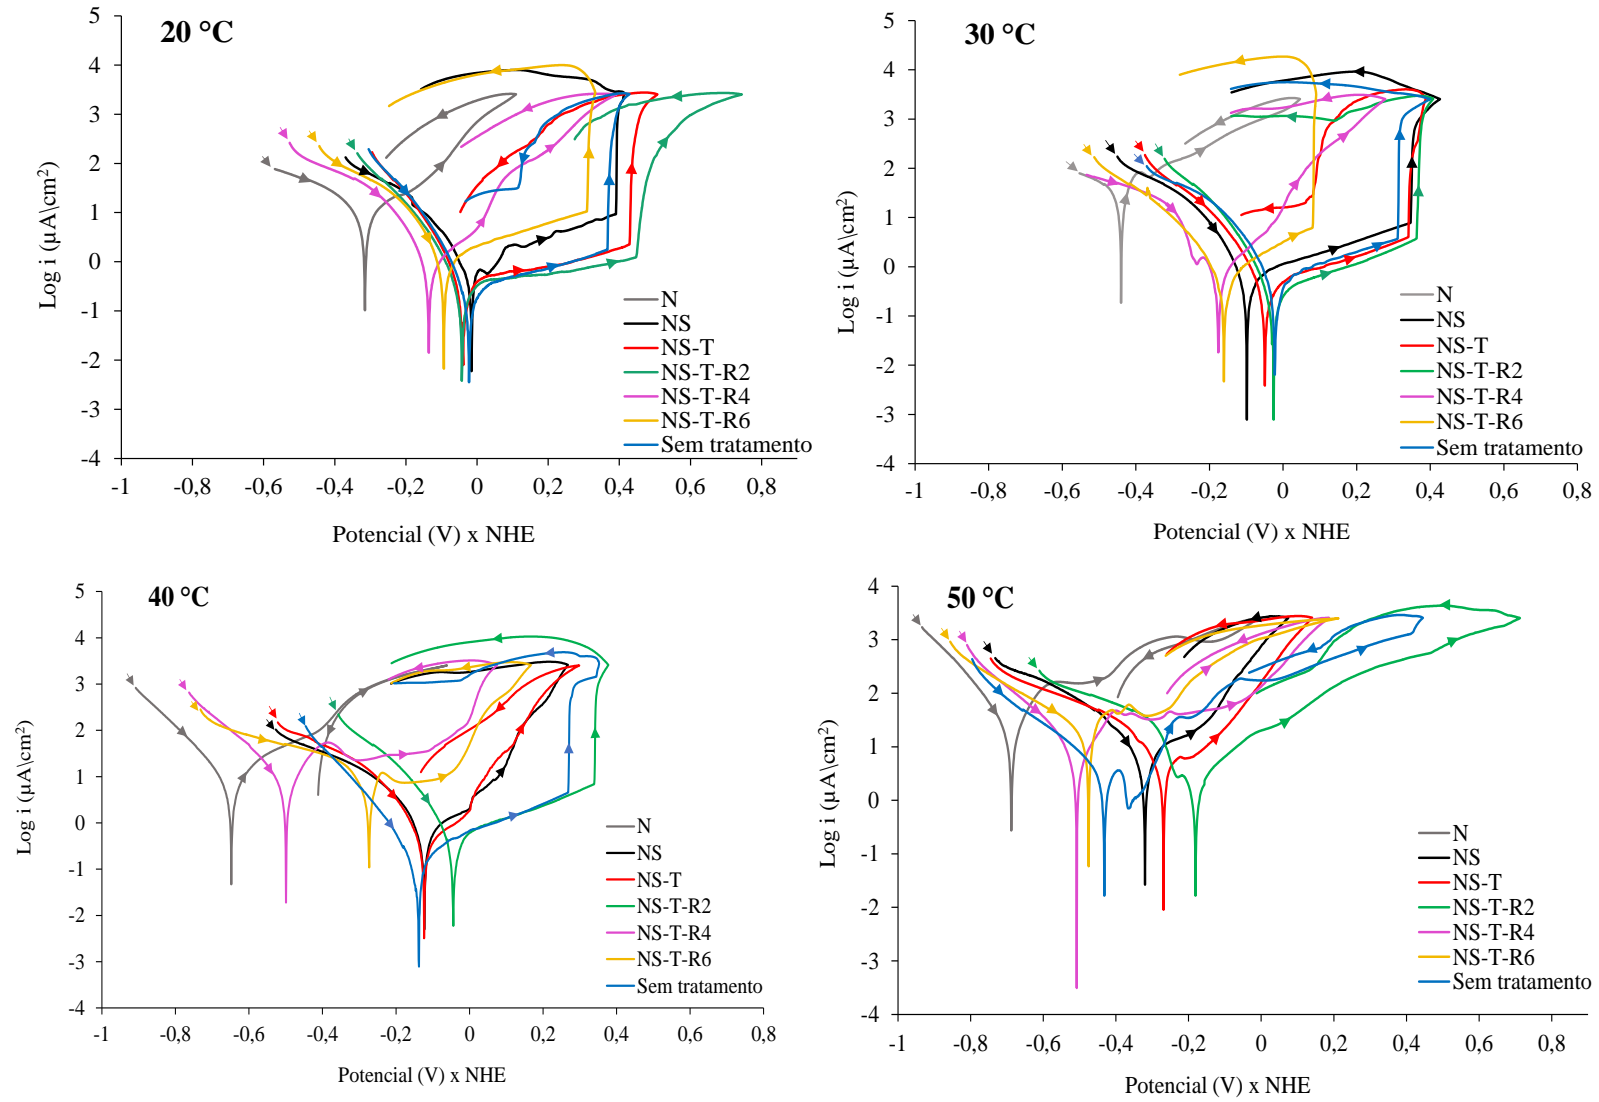 20 °C
Log i (µA\cm²)
5
4
3
2
1
0
-1
-2
-3
-4
-1
-0,8
-0,6
-0,4
-0,2
0
0,2
0,4
0,6
0,8
Potencial (V) x NHE
N
NS
NS-T
NS-T-R2
NS-T-R4
NS-T-R6
Sem tratamento
30 °C
Log i (µA\cm²)
5
4
3
2
1
0
-1
-2
-3
-4
-1
-0,8
-0,6
-0,4
-0,2
0
0,2
0,4
0,6
0,8
Potencial (V) x NHE
N
NS
NS-T
NS-T-R2
NS-T-R4
NS-T-R6
Sem tratamento
40 °C
Log i (µA\cm²)
5
4
3
2
1
0
-1
-2
-3
-4
-1
-0,8
-0,6
-0,4
-0,2
0
0,2
0,4
0,6
0,8
Potencial (V) x NHE
N
NS
NS-T
NS-T-R2
NS-T-R4
NS-T-R6
Sem tratamento
50 °C
Log i (µA\cm²)
4
3
2
1
0
-1
-2
-3
-4
-1
-0,8
-0,6
-0,4
-0,2
0
0,2
0,4
0,6
0,8
Potencial (V) x NHE
N
NS
NS-T
NS-T-R2
NS-T-R4
NS-T-R6
Sem tratamento